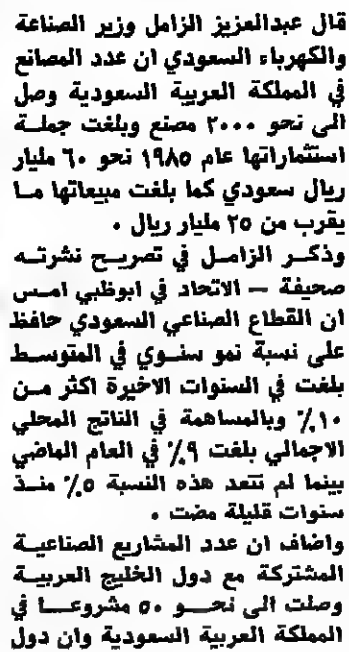 قال عبدالعزيز الزامل وزير الصناعة
والكهرباء السعودي ان عدد المصانع
في المملكة العربية السعودية وصل
الى نحو ٢٠٠٠ مصنع وبلغت جملة
استثماراتها عام ١٩٨٥ نحو ٦٠ مليار
ريال سعودي كما بلغت مبيعاتها ما
يقرب من ٢٥ مليار ريال .
وذكر الزامل في تصريح نشرته
صحيفة — الاتحاد في ابوظبي امس
ان القطاع الصناعي السعودي حافظ
على نسبة نمو سنوي في المتوسط
بلغت في السنوات الاخيرة اكثر من
١٠٪ وبالمساهمة في الناتج المحلي
الاجمالي بلغت ٩٪ في العام الماضي
بينما لم تتعد هذه النسبة ٥٪ منذ
سنوات قليلة مضت .
واضاف ان عدد المشاريع الصناعية
المشتركة مع دول الخليج العربية
وصلت الى نحو ٥٠ مشروعا في
المملكة العربية السعودية وان دول